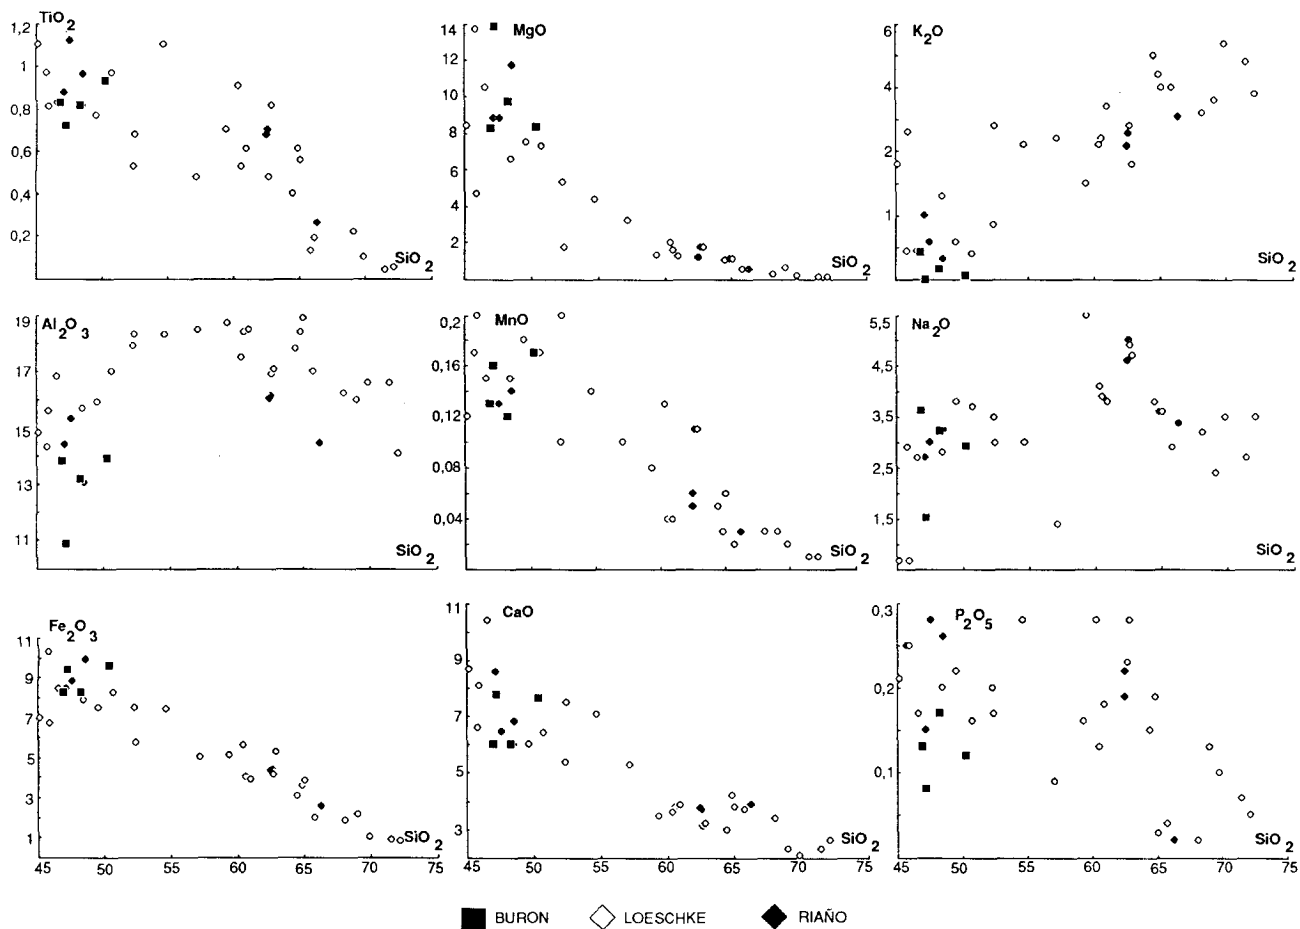 TiO2
1,2
1
0,8
0,6
0,4
0,2
SiO2
MgO
14
12
10
8
6
4
2
SiO2
K2O
6
4
2
1
SiO2
Al2O3
19
17
15
13
11
SiO2
MnO
0,2
0,16
0,12
0,08
0,04
SiO2
Na2O
5,5
4,5
3,5
2,5
1,5
SiO2
Fe2O3
11
9
7
5
3
1
SiO2
45 50 55 60 65 70 75
CaO
11
9
7
5
3
SiO2
45 50 55 60 65 70 75
P2O5
0,3
0,2
0,1
SiO2
45 50 55 60 65 70 75
BURON LOESCHKE RIAÑO